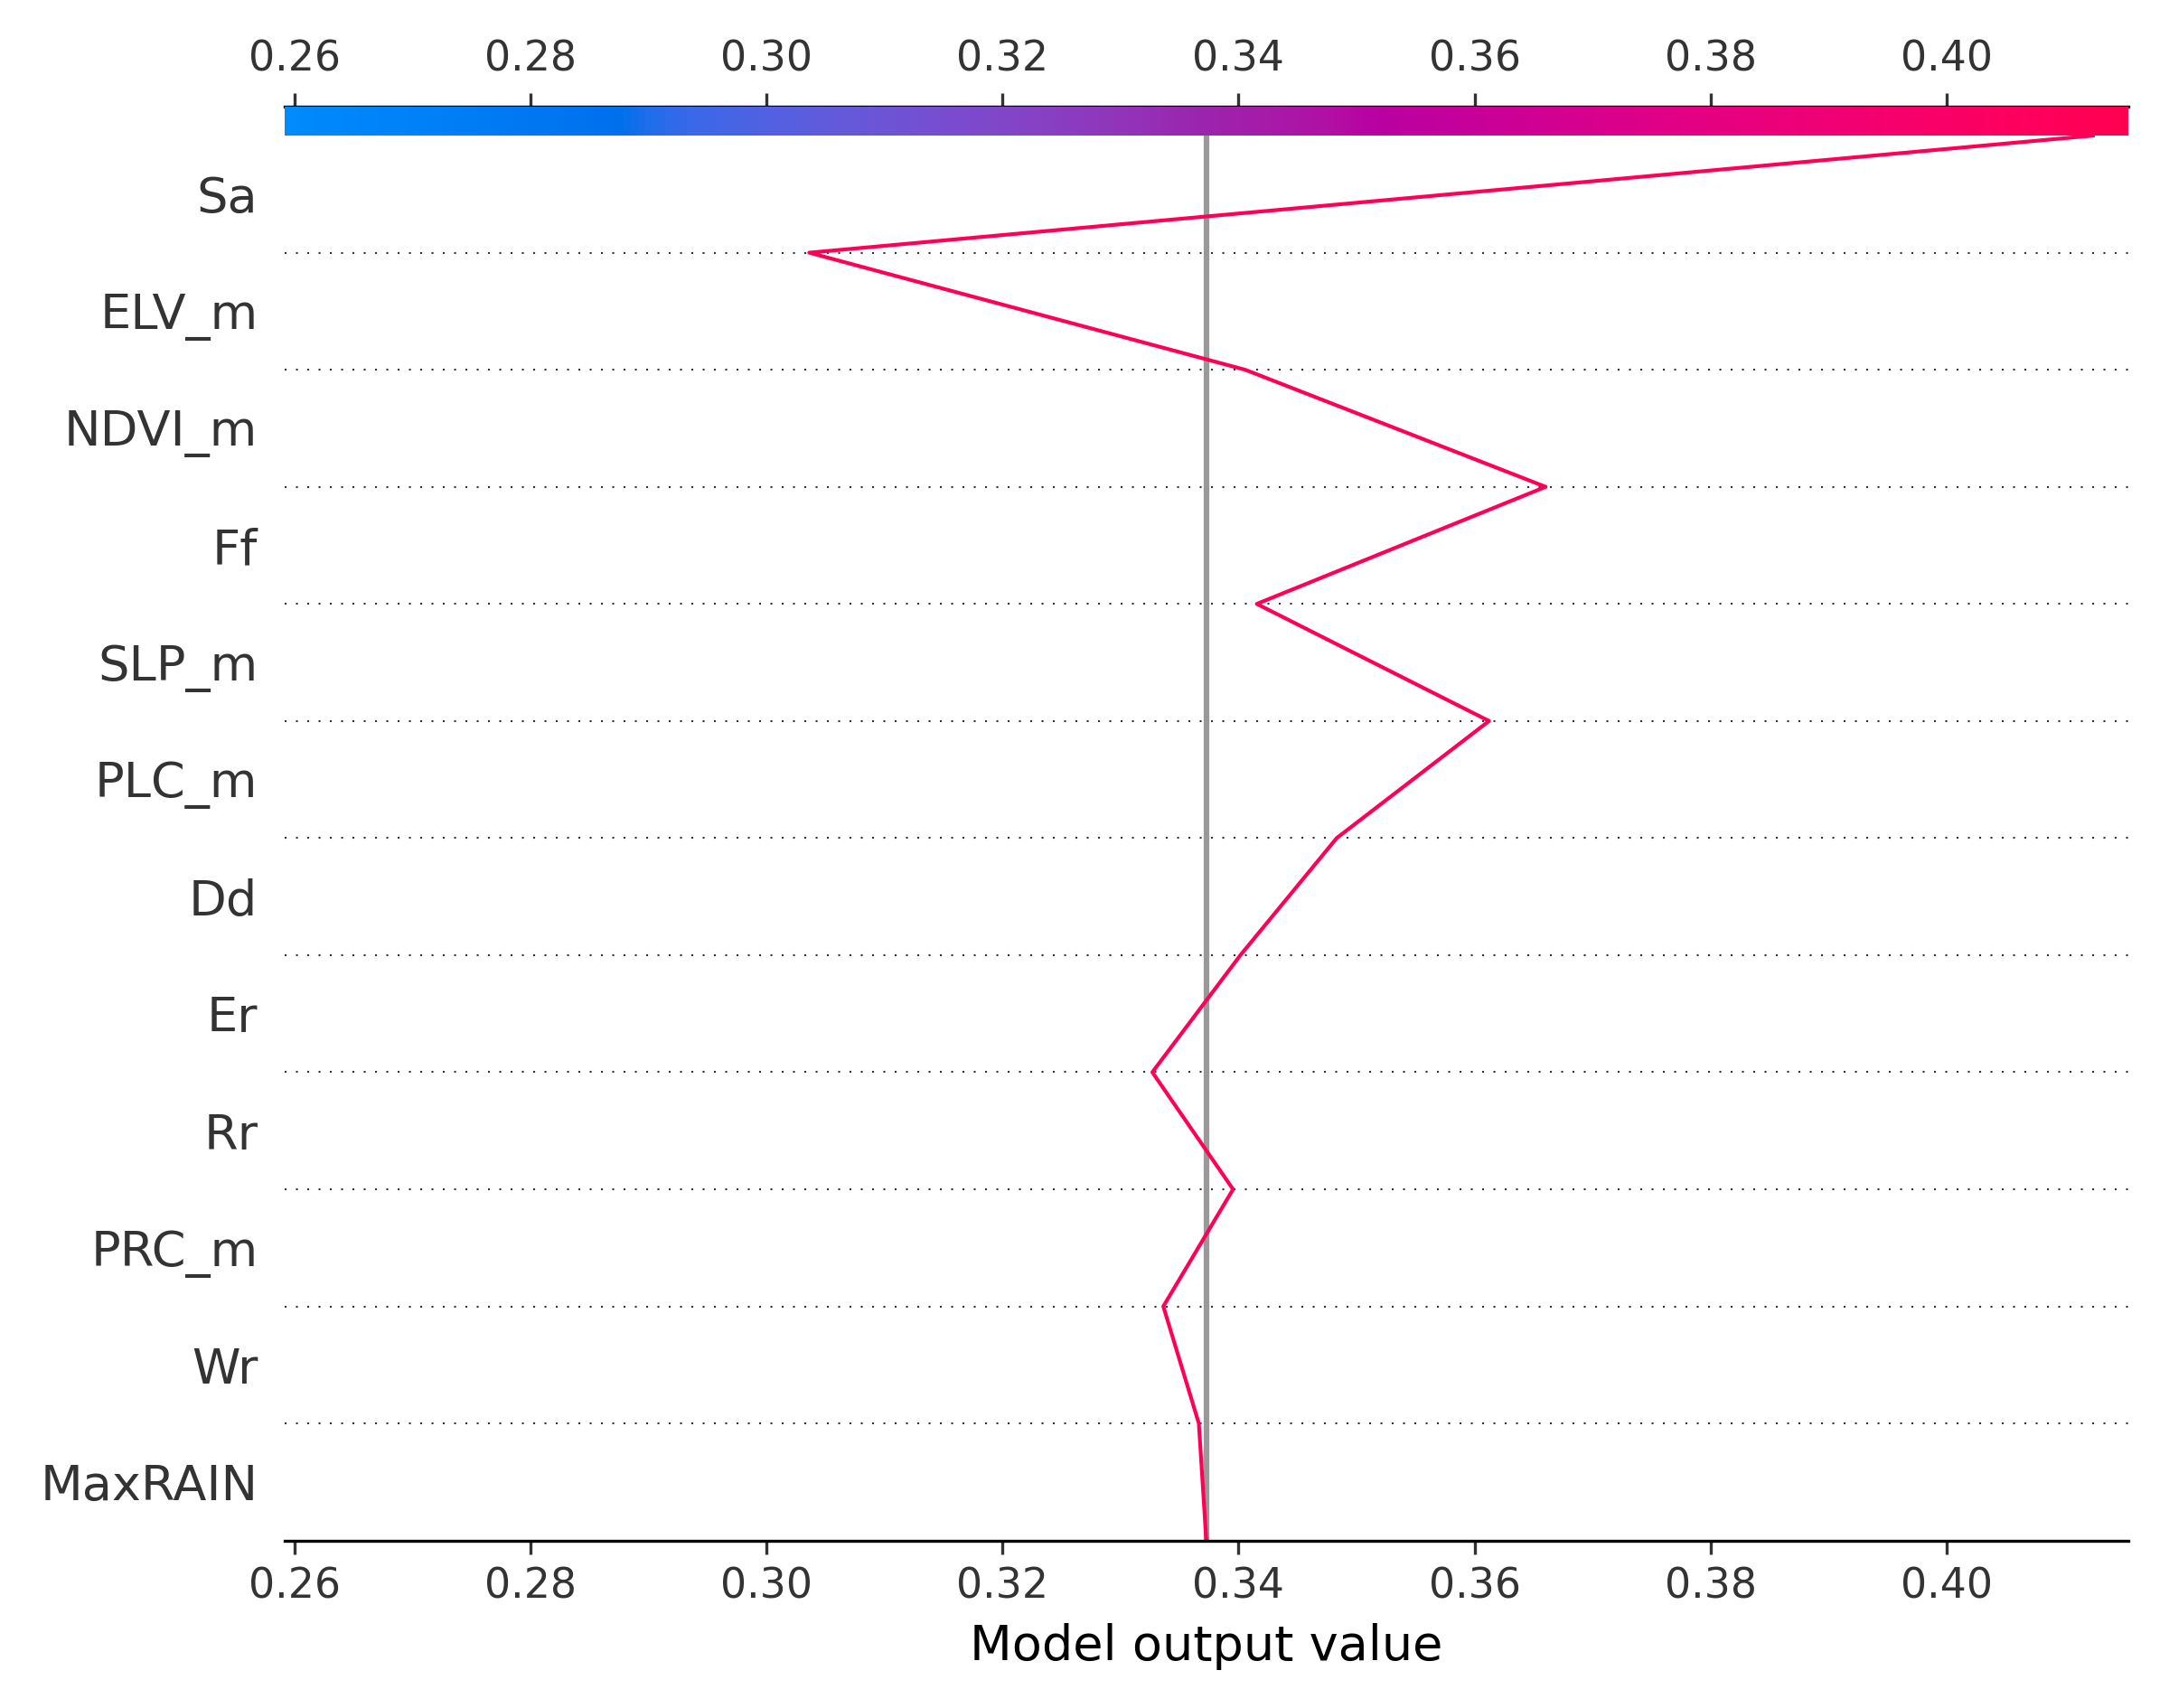 0.26 0.28 0.30 0.32 0.34 0.36 0.38 0.40
Sa
ELV_m
NDVI_m
Ff
SLP_m
PLC_m
Dd
Er
Rr
PRC_m
Wr
MaxRAIN
0.26 0.28 0.30 0.32 0.34 0.36 0.38 0.40
Model output value